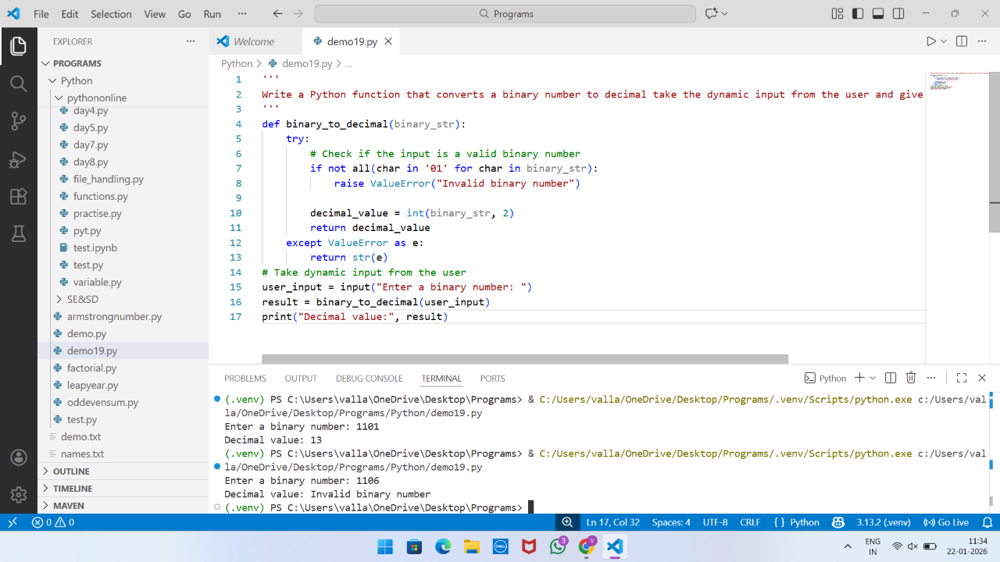 File Edit Selection View Go Run ··· Programs
EXPLORER ···
PROGRAMS
Python
pythononline
day4.py
day5.py
day7.py
day8.py
file_handling.py
functions.py
practise.py
pyt.py
test.ipynb
test.py
variable.py
SE&SD
armstrongnumber.py
demo.py
demo19.py
factorial.py
leapyear.py
oddevensum.py
test.py
demo.txt
names.txt
OUTLINE
TIMELINE
MAVEN
Welcome demo19.py
Python > demo19.py > ...
1 '''
2 Write a Python function that converts a binary number to decimal take the dynamic input from the user and give
3 '''
4 def binary_to_decimal(binary_str):
5     try:
6         # Check if the input is a valid binary number
7         if not all(char in '01' for char in binary_str):
8             raise ValueError("Invalid binary number")
9
10         decimal_value = int(binary_str, 2)
11         return decimal_value
12     except ValueError as e:
13         return str(e)
14 # Take dynamic input from the user
15 user_input = input("Enter a binary number: ")
16 result = binary_to_decimal(user_input)
17 print("Decimal value:", result)
PROBLEMS OUTPUT DEBUG CONSOLE TERMINAL PORTS Python
(.venv) PS C:\Users\valla\OneDrive\Desktop\Programs> & C:/Users/valla/OneDrive/Desktop/Programs/.venv/Scripts/python.exe c:/Users/val
la/OneDrive/Desktop/Programs/Python/demo19.py
Enter a binary number: 1101
Decimal value: 13
(.venv) PS C:\Users\valla\OneDrive\Desktop\Programs> & C:/Users/valla/OneDrive/Desktop/Programs/.venv/Scripts/python.exe c:/Users/val
la/OneDrive/Desktop/Programs/Python/demo19.py
Enter a binary number: 1106
Decimal value: Invalid binary number
(.venv) PS C:\Users\valla\OneDrive\Desktop\Programs>
0 0 Ln 17, Col 32 Spaces: 4 UTF-8 CRLF { } Python 3.13.2 (.venv) Go Live
DELL 3 V ENG 11:34
IN 22-01-2026